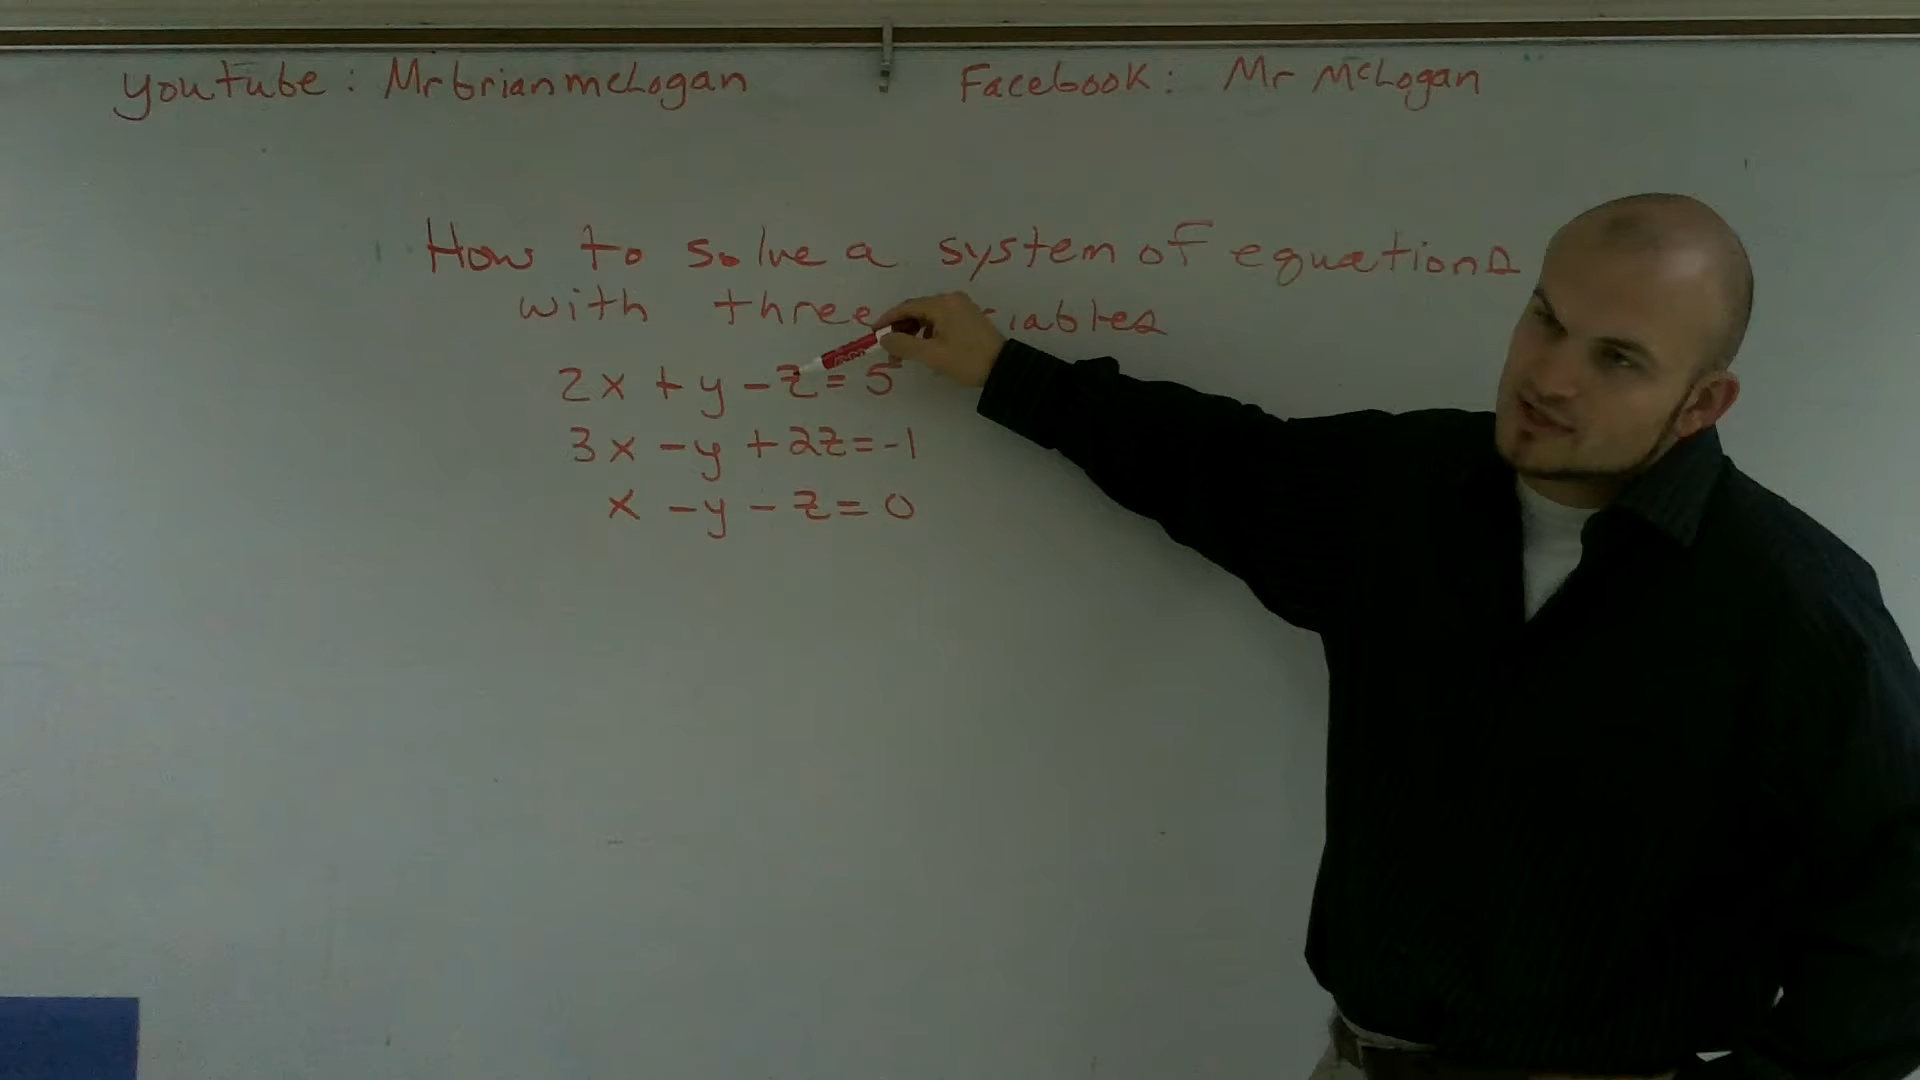 youtube: Mrbrianmclogan
Facebook: Mr McLogan
How to solve a system of equations
with three
2x + y - z = 5
3x - y + 2z = -1
x - y - z = 0